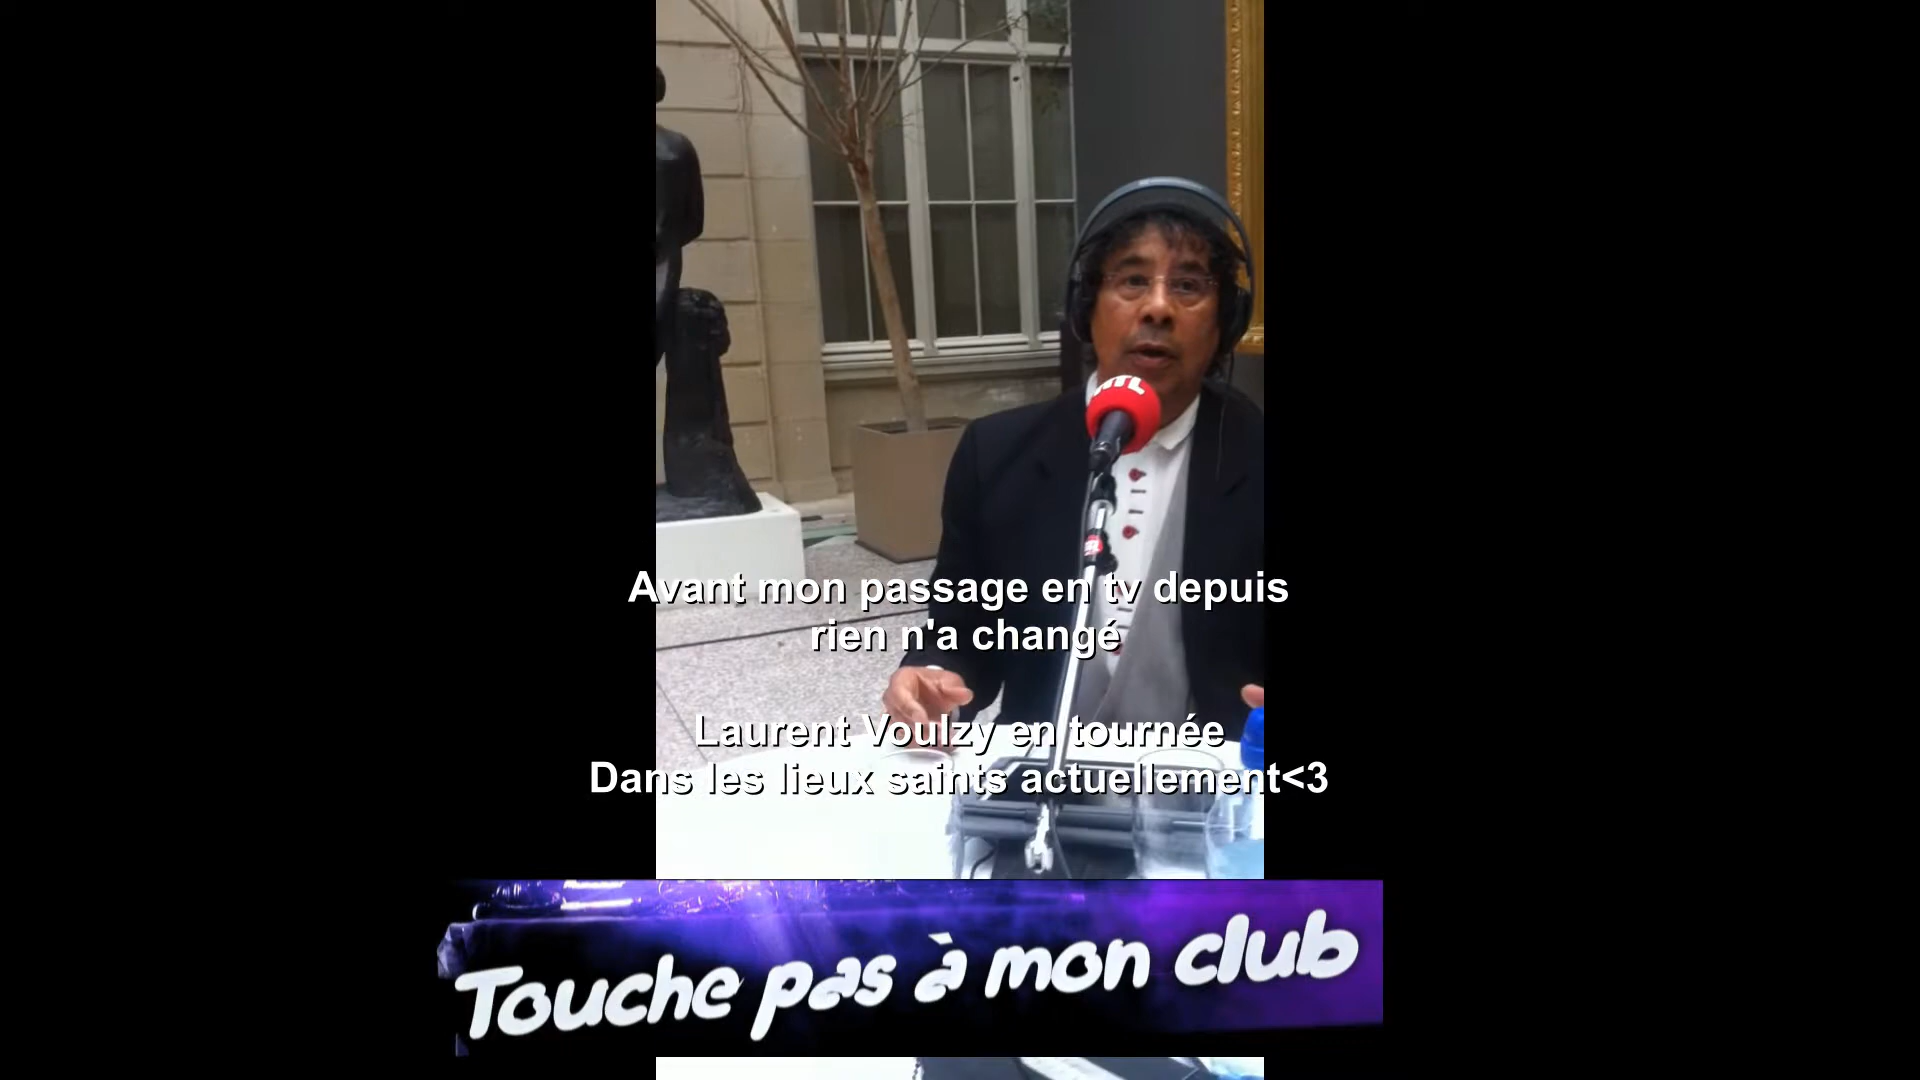 RTL
Avant mon passage en tv depuis
rien n'a changé
Laurent Voulzy en tournée
Dans les lieux saints actuellement<3
Touche pas à mon club